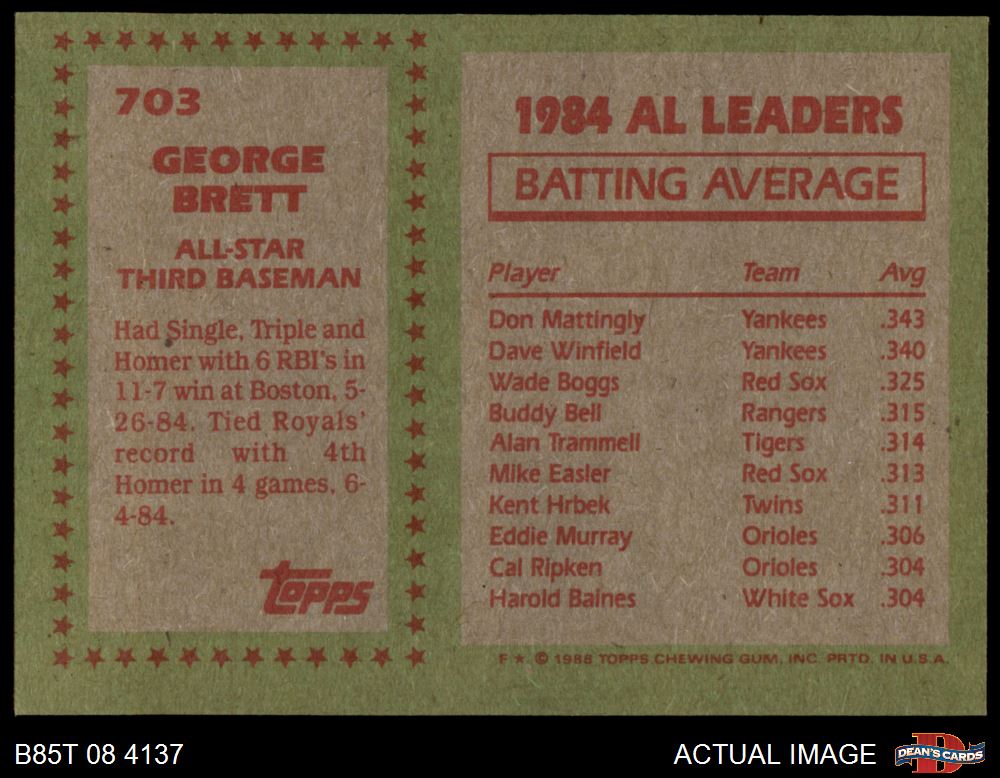 703
GEORGE
BRETT
ALL-STAR
THIRD BASEMAN
Had Single, Triple and
Homer with 6 RBI's in
11-7 win at Boston, 5-
26-84. Tied Royals'
record with 4th
Homer in 4 games, 6-
4-84.
topps
1984 AL LEADERS
BATTING AVERAGE
Player Team Avg
Don Mattingly Yankees .343
Dave Winfield Yankees .340
Wade Boggs Red Sox .325
Buddy Bell Rangers .315
Alan Trammell Tigers .314
Mike Easler Red Sox .313
Kent Hrbek Twins .311
Eddie Murray Orioles .306
Cal Ripken Orioles .304
Harold Baines White Sox .304
F ★ © 1985 TOPPS CHEWING GUM, INC. PRTD. IN U.S.A.
B85T 08 4137
ACTUAL IMAGE
D
DEAN'S CARDS